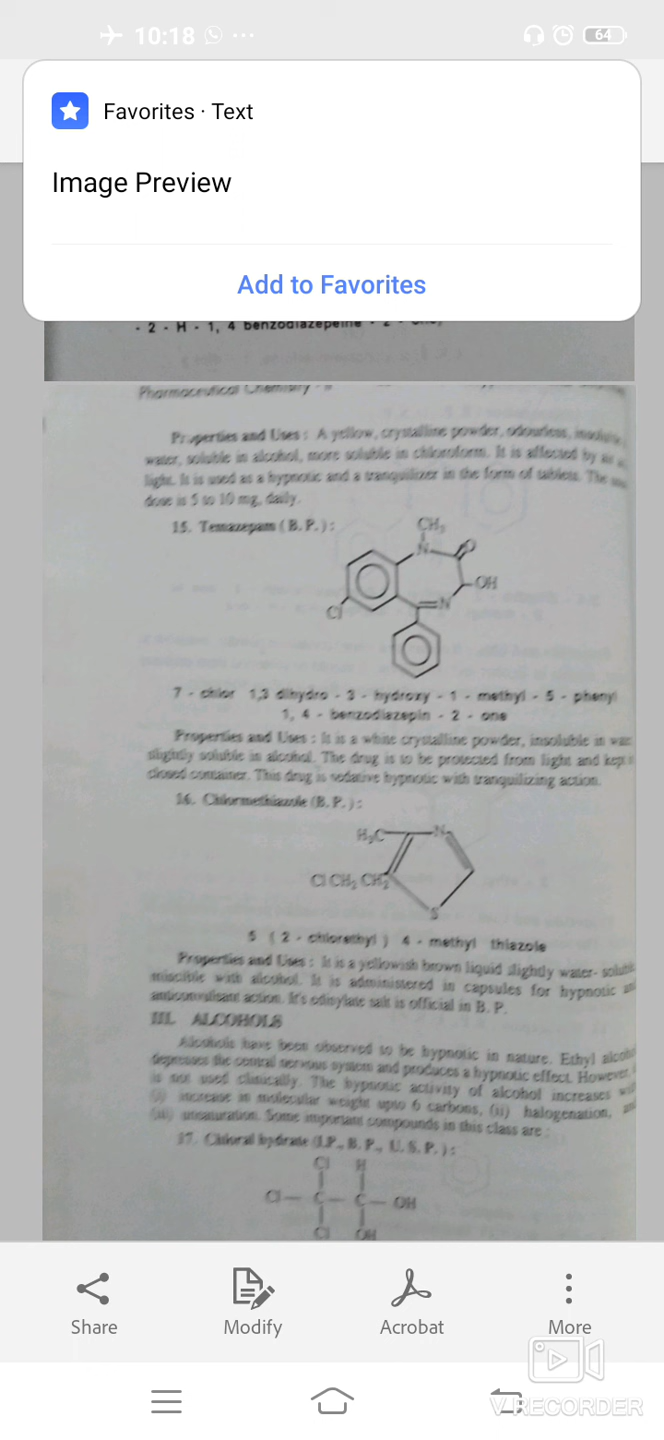 10:18
64
Favorites · Text
Image Preview
Add to Favorites
- 2 - H - 1, 4 benzodiazepeine - 2 - one)
Pharmaceutical Chemistry -
Properties and Uses : A yellow, crystalline powder, odourless,
water, soluble in alcohol, more soluble in chloroform. It is affected by
light. It is used as a hypnotic and a tranquilizer in the form of tablets. The
dose is 5 to 10 mg, daily.
15. Temazepam ( B. P. ) :
CH3
N
O
OH
N
Cl
7 - chlor 1,3 dihydro - 3 - hydroxy - 1 - methyl - 5 - phenyl
1, 4 - benzodiazepin - 2 - one
Properties and Uses : It is a white crystalline powder, insoluble in
slightly soluble in alcohol. The drug is to be protected from light and
closed container. This drug is sedative hypnotic with tranquilizing action.
16. Chlormethiazole (B. P. ) :
H3C
N
Cl CH2 CH2
S
5 ( 2 - chlorethyl ) 4 - methyl thiazole
Properties and Uses : It is a yellowish brown liquid slightly water-
miscible with alcohol. It is administered in capsules for hypnotic
anticonvulsant action. It's edisylate salt is official in B. P.
III. ALCOHOLS
Alcohols have been observed to be hypnotic in nature. Ethyl
depresses the central nervous system and produces a hypnotic effect. However
is not used clinically. The hypnotic activity of alcohol increases
(i) increase in molecular weight upto 6 carbons, (ii) halogenation,
(iii) unsaturation. Some important compounds in this class are :
17. Chloral hydrate (I.P., B. P., U. S. P. ) :
Cl H
Cl — C — C — OH
Cl OH
Share
Modify
Acrobat
More
V RECORDER